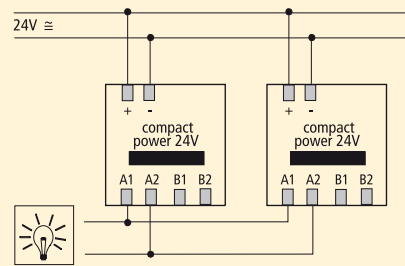 24V ≅
+ -
compact
power 24V
A1 A2 B1 B2
+ -
compact
power 24V
A1 A2 B1 B2